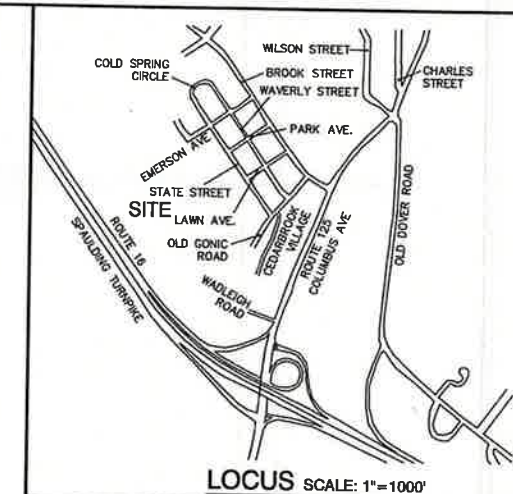 WILSON STREET
COLD SPRING
CIRCLE
BROOK STREET
CHARLES
STREET
WAVERLY STREET
PARK AVE.
EMERSON AVE
STATE STREET
SITE
LAWN AVE.
OLD GONIC
ROAD
CEDARBROOK
VILLAGE
ROUTE 125
COLUMBUS AVE
OLD DOVER ROAD
ROUTE 16
SPAULDING TURNPIKE
WADLEIGH
ROAD
LOCUS SCALE: 1"=1000'